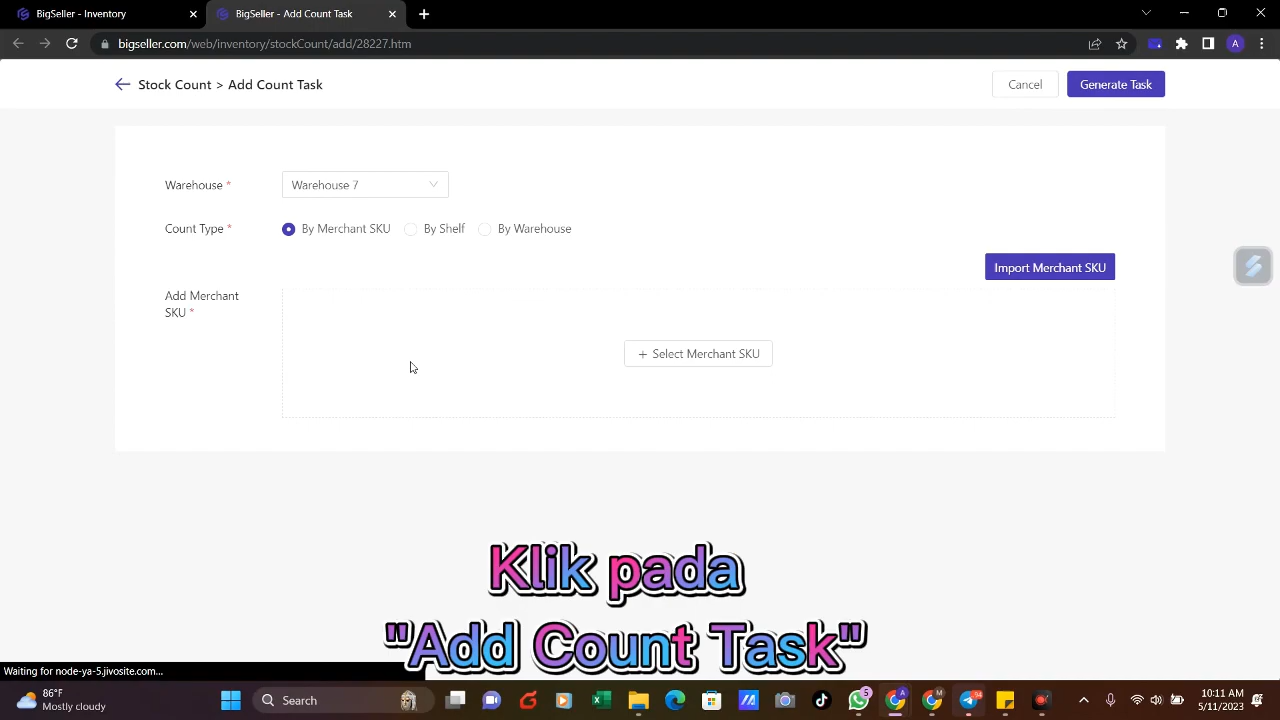 BigSeller - Inventory
BigSeller - Add Count Task
bigseller.com/web/inventory/stockCount/add/28227.htm
A
Stock Count > Add Count Task
Cancel
Generate Task
Warehouse *
Warehouse 7
Count Type *
By Merchant SKU
By Shelf
By Warehouse
Import Merchant SKU
Add Merchant
SKU *
+ Select Merchant SKU
Klik pada
"Add Count Task"
Waiting for node-ya-5.jivosite.com...
86°F
Mostly cloudy
Search
5
A
M
94
10:11 AM
5/11/2023